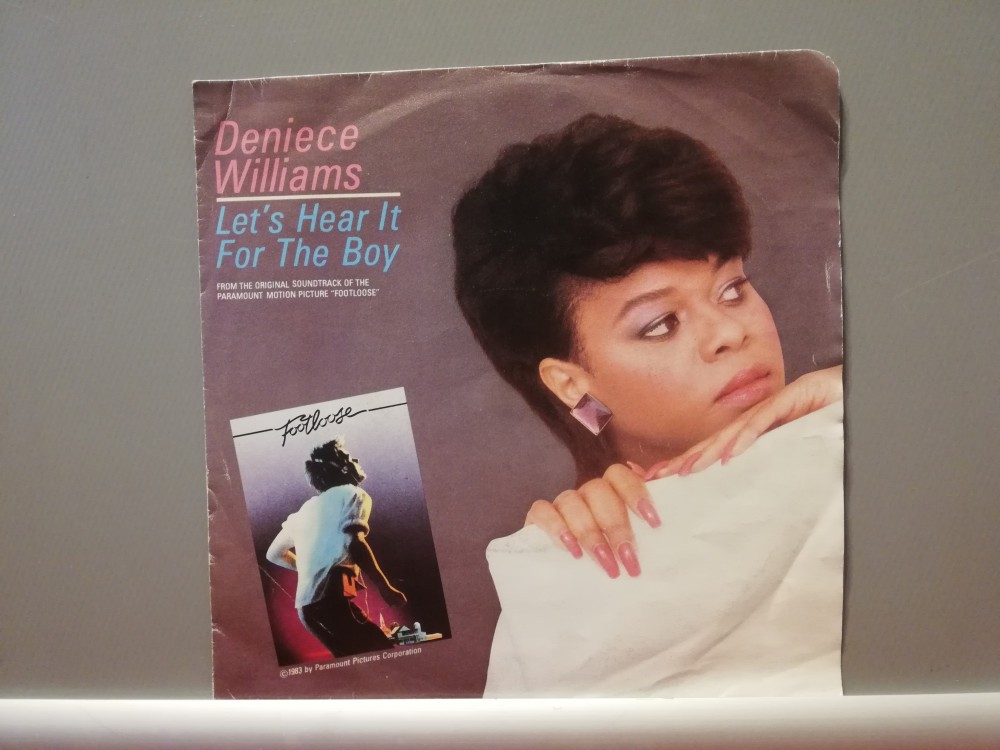 Deniece
Williams
Let's Hear It
For The Boy
FROM THE ORIGINAL SOUNDTRACK OF THE
PARAMOUNT MOTION PICTURE "FOOTLOOSE"
Footloose
©1983 by Paramount Pictures Corporation